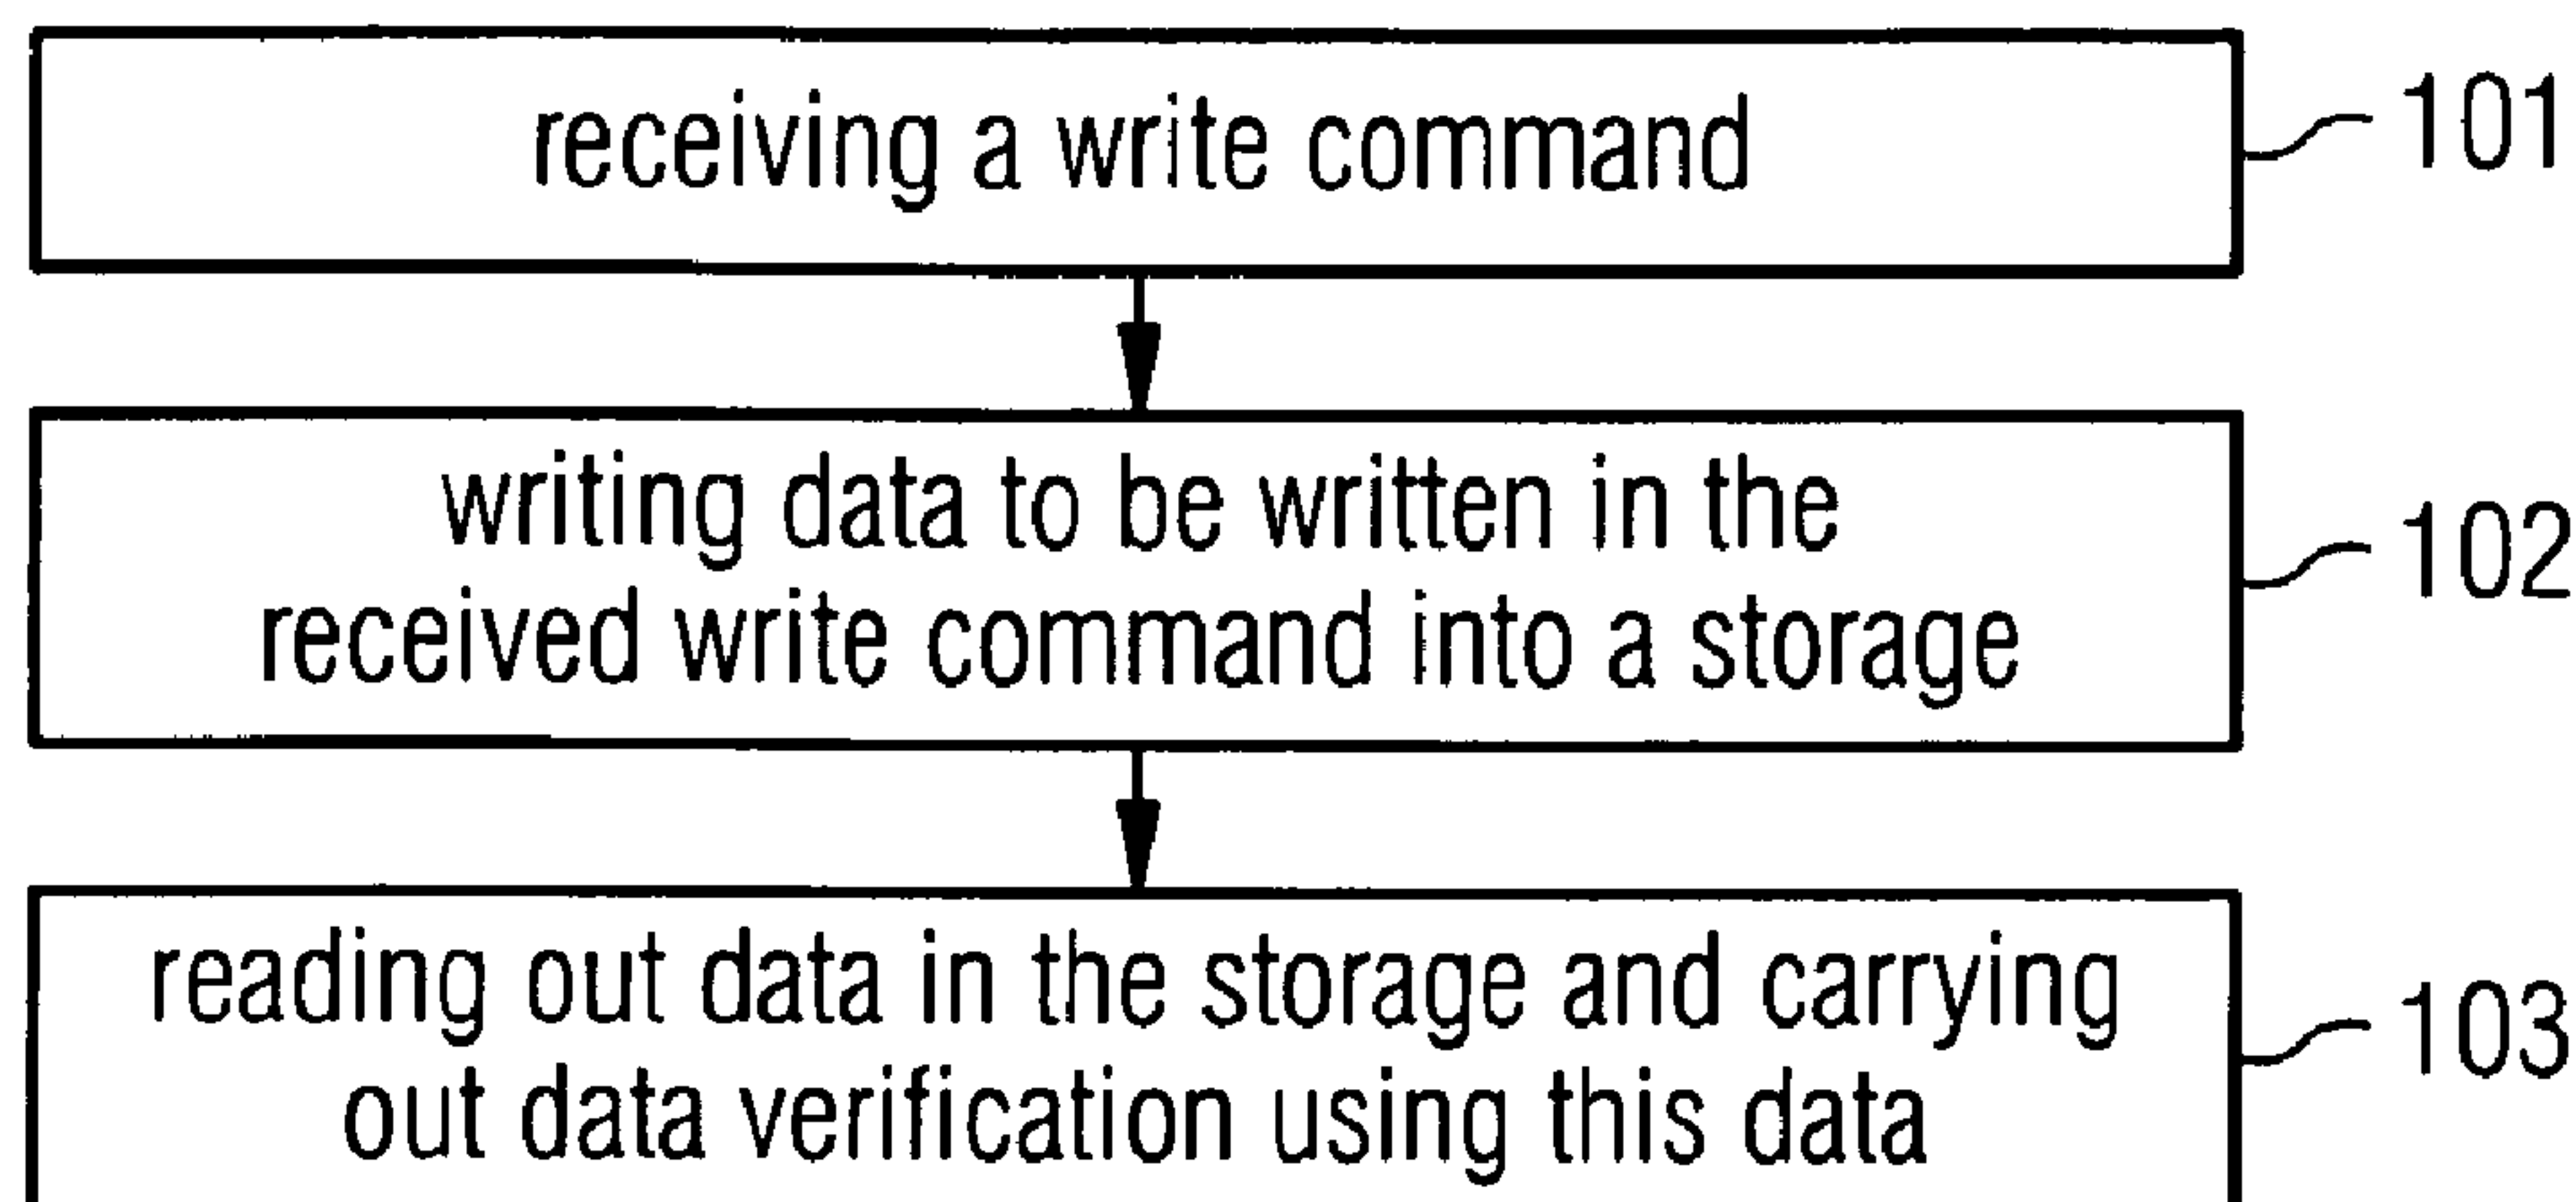 receiving a write command
101
writing data to be written in the
received write command into a storage
102
reading out data in the storage and carrying
out data verification using this data
103